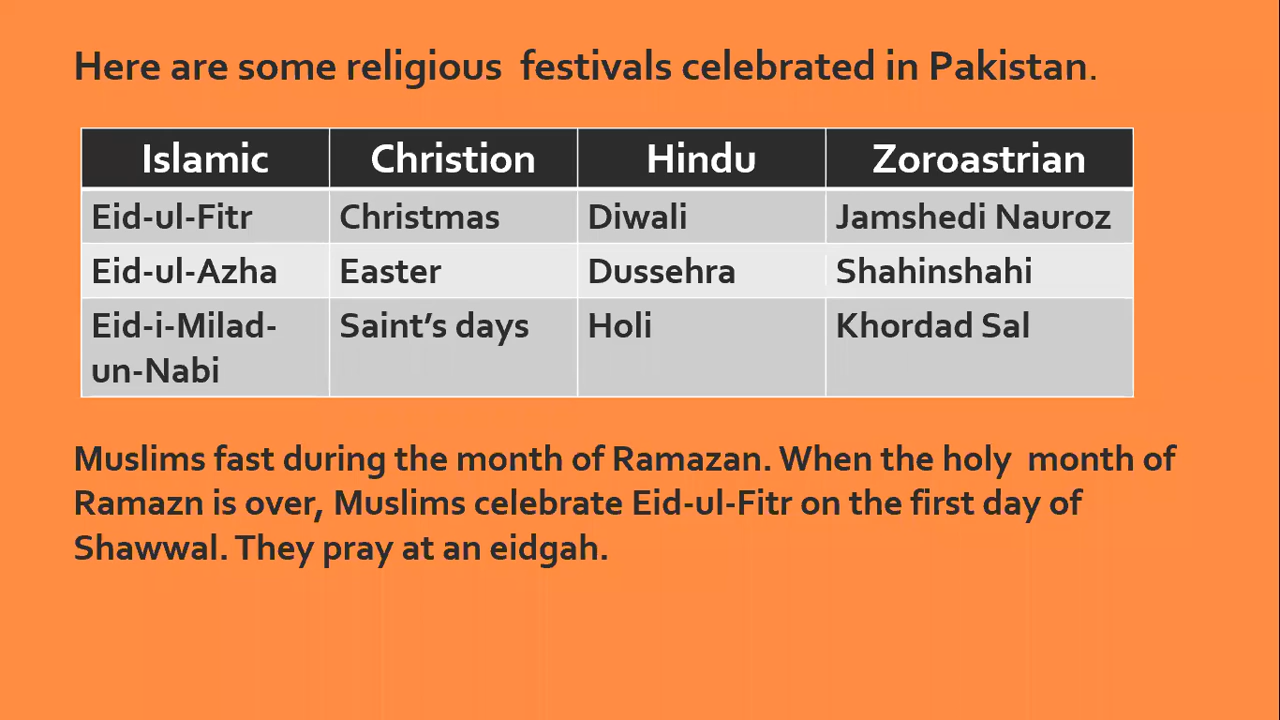 Here are some religious festivals celebrated in Pakistan.
Islamic Christion Hindu Zoroastrian
Eid-ul-Fitr Christmas Diwali Jamshedi Nauroz
Eid-ul-Azha Easter Dussehra Shahinshahi
Eid-i-Milad- Saint’s days Holi Khordad Sal
un-Nabi
Muslims fast during the month of Ramazan. When the holy month of
Ramazn is over, Muslims celebrate Eid-ul-Fitr on the first day of
Shawwal. They pray at an eidgah.